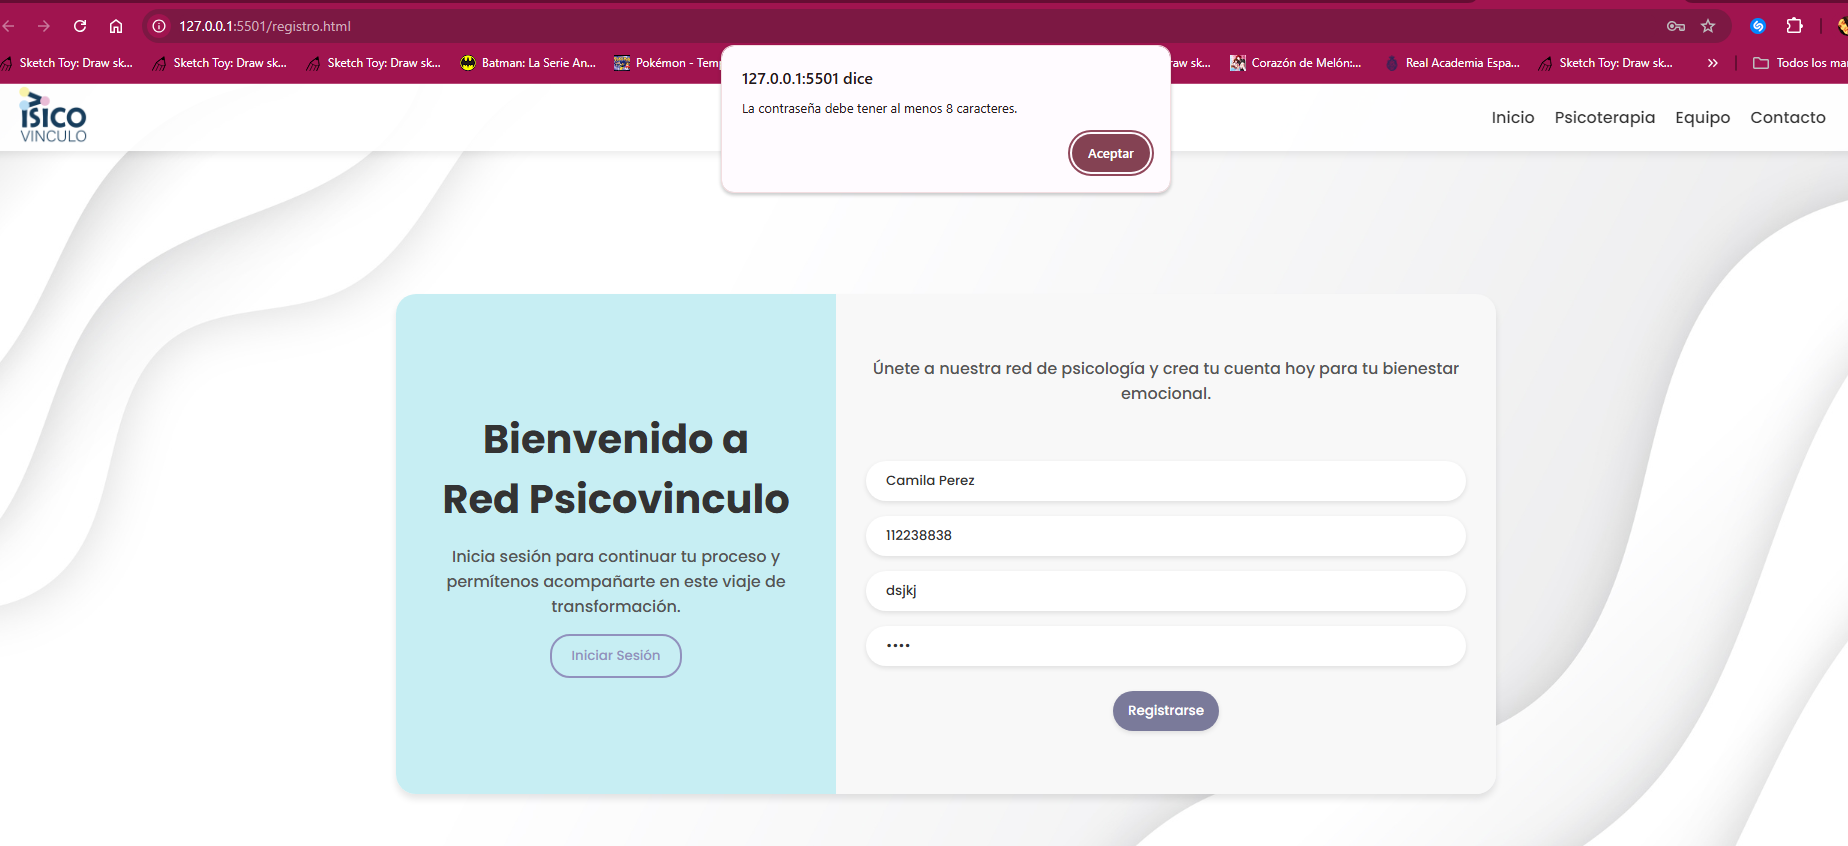 127.0.0.1:5501/registro.html
Sketch Toy: Draw sk...
Sketch Toy: Draw sk...
Sketch Toy: Draw sk...
Batman: La Serie An...
Pokémon - Temp
raw sk...
Corazón de Melón:...
Real Academia Espa...
Sketch Toy: Draw sk...
»
Todos los mar
127.0.0.1:5501 dice
La contraseña debe tener al menos 8 caracteres.
Aceptar
iSICO
VINCULO
Inicio
Psicoterapia
Equipo
Contacto
Bienvenido a
Red Psicovinculo
Inicia sesión para continuar tu proceso y
permítenos acompañarte en este viaje de
transformación.
Iniciar Sesión
Únete a nuestra red de psicología y crea tu cuenta hoy para tu bienestar
emocional.
Camila Perez
112238838
dsjkj
••••
Registrarse